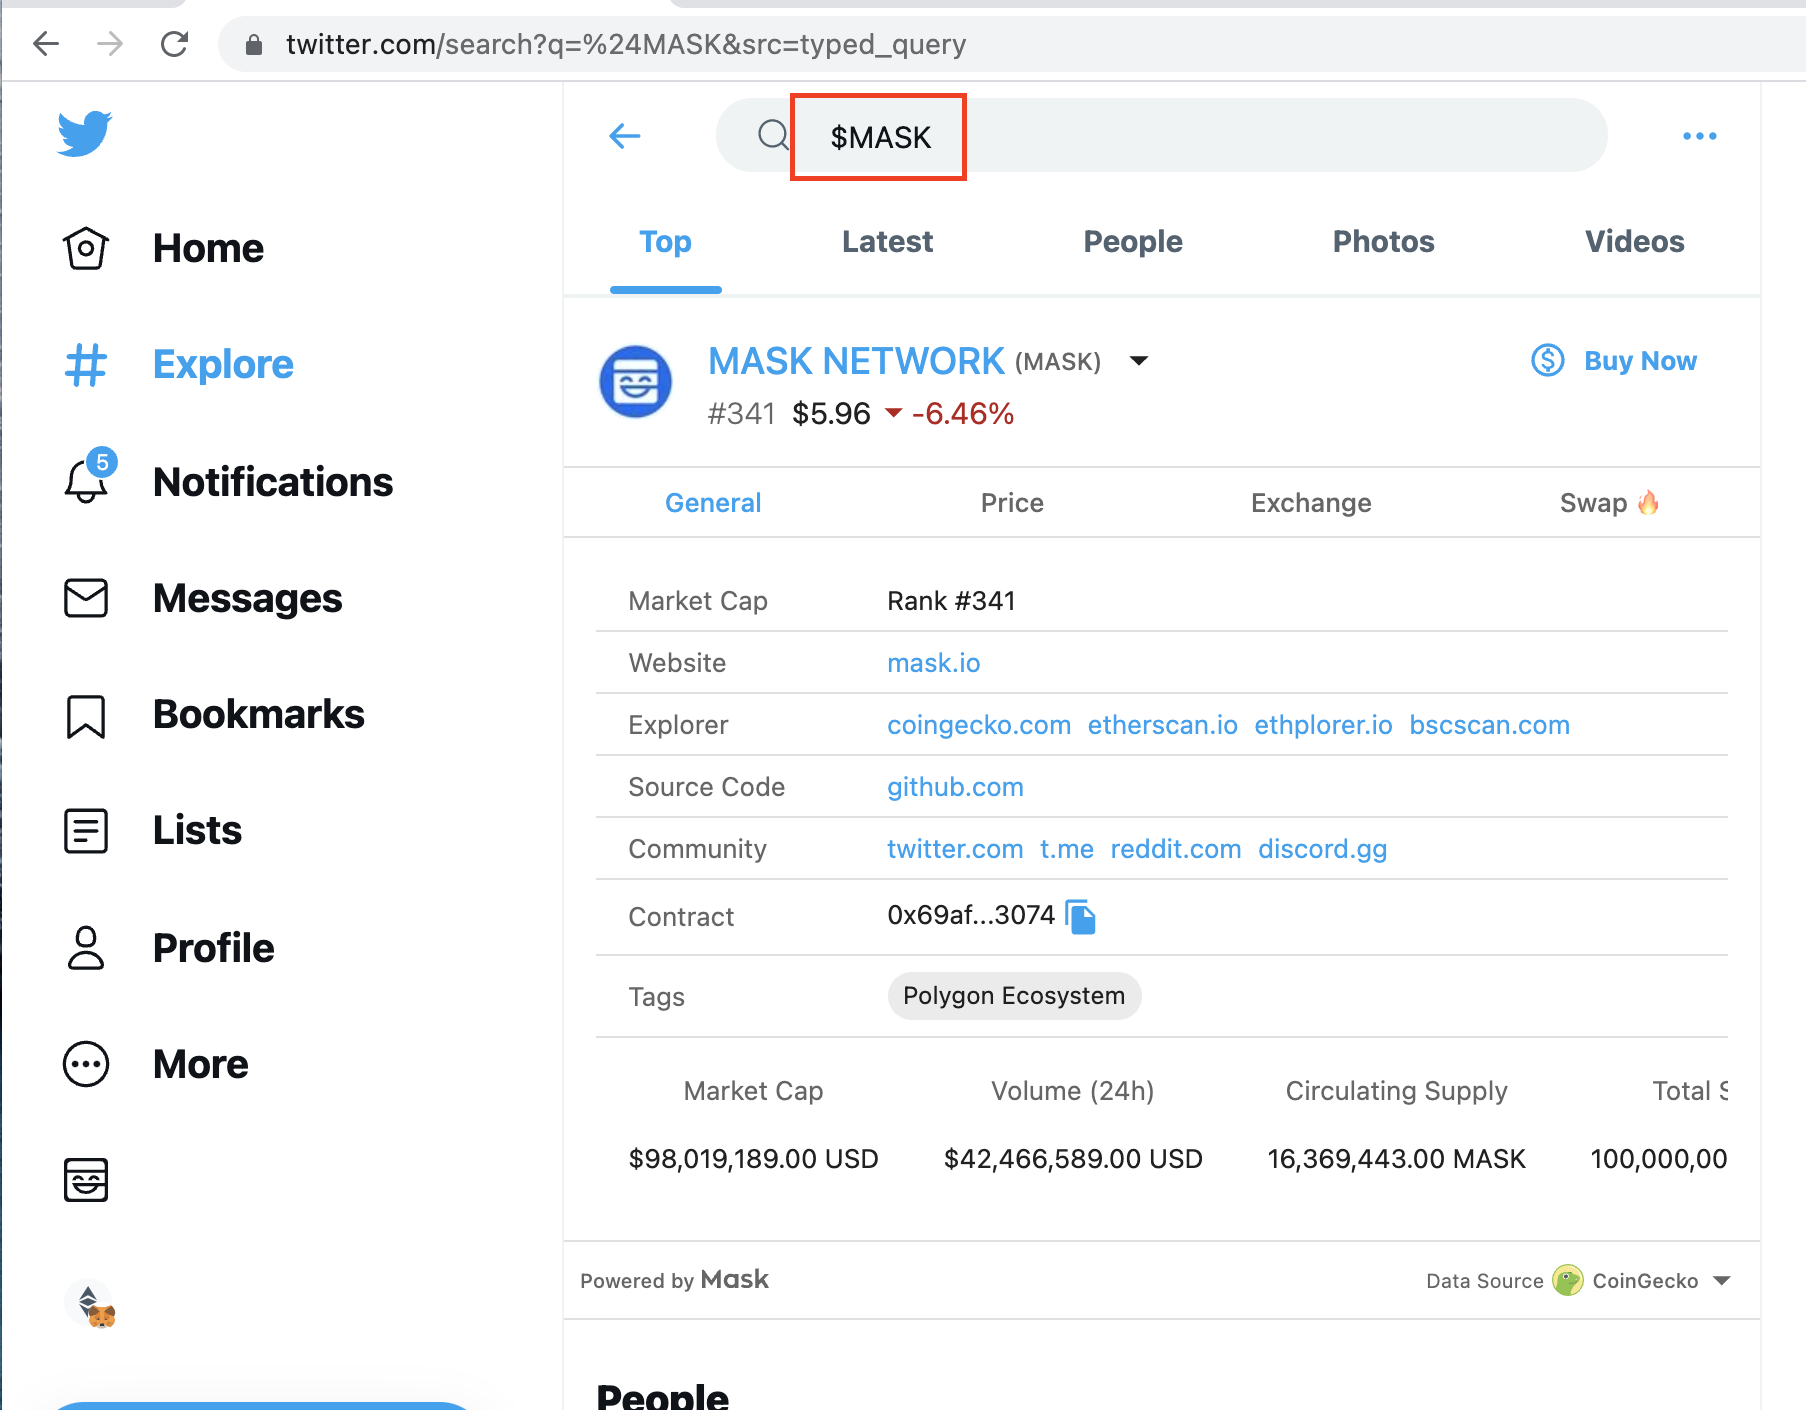 twitter.com/search?q=%24MASK&src=typed_query
$MASK
Top Latest People Photos Videos
Home
Explore
5
Notifications
Messages
Bookmarks
Lists
Profile
More
MASK NETWORK (MASK)
Buy Now
#341 $5.96 -6.46%
General Price Exchange Swap 🔥
Market Cap Rank #341
Website mask.io
Explorer coingecko.com etherscan.io ethplorer.io bscscan.com
Source Code github.com
Community twitter.com t.me reddit.com discord.gg
Contract 0x69af...3074
Tags Polygon Ecosystem
Market Cap Volume (24h) Circulating Supply Total
$98,019,189.00 USD $42,466,589.00 USD 16,369,443.00 MASK 100,000,00
Powered by Mask
Data Source CoinGecko
People